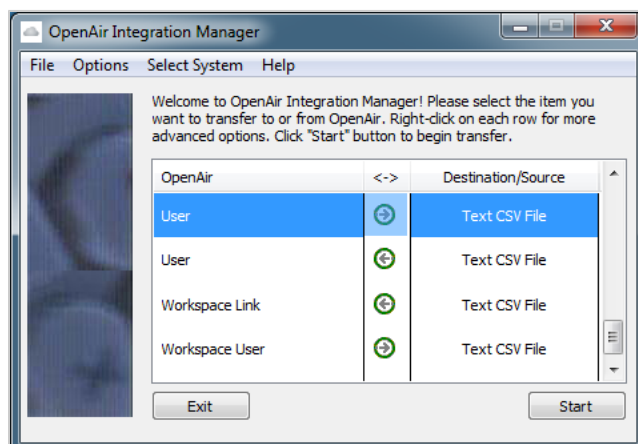 OpenAir Integration Manager
File Options Select System Help
Welcome to OpenAir Integration Manager! Please select the item you
want to transfer to or from OpenAir. Right-click on each row for more
advanced options. Click "Start" button to begin transfer.
OpenAir <-> Destination/Source
User Text CSV File
User Text CSV File
Workspace Link Text CSV File
Workspace User Text CSV File
Exit Start